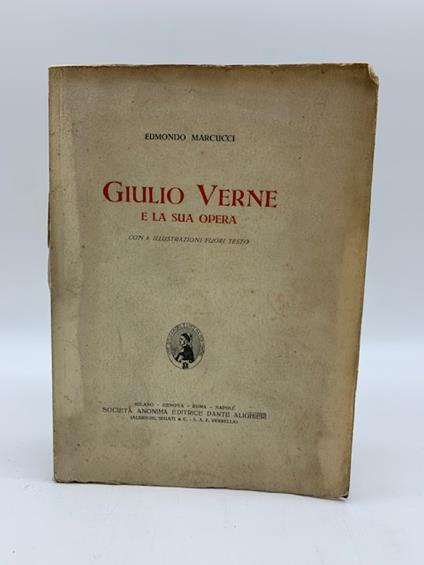 EDMONDO MARCUCCI
GIULIO VERNE
E LA SUA OPERA
CON 8 ILLUSTRAZIONI FUORI TESTO
MILANO - GENOVA - ROMA - NAPOLI
SOCIETÀ ANONIMA EDITRICE DANTE ALIGHIERI
(ALBRIGHI, SEGATI & C. - S. A. F. PERRELLA)